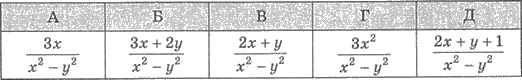 А Б В Г Д
3x/(x² − y²) (3x + 2y)/(x² − y²) (2x + y)/(x² − y²) 3x²/(x² − y²) (2x + y + 1)/(x² − y²)